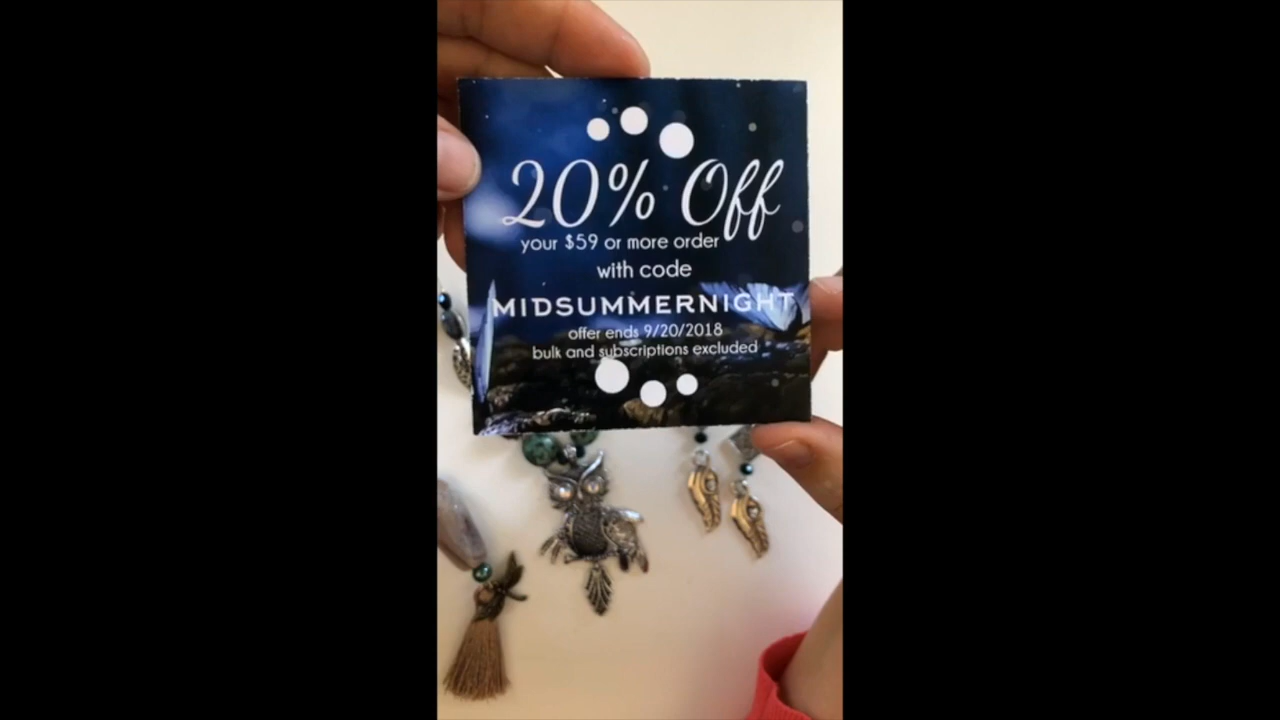 20% Off
your $59 or more order
with code
MIDSUMMERNIGHT
offer ends 9/20/2018
bulk and subscriptions excluded